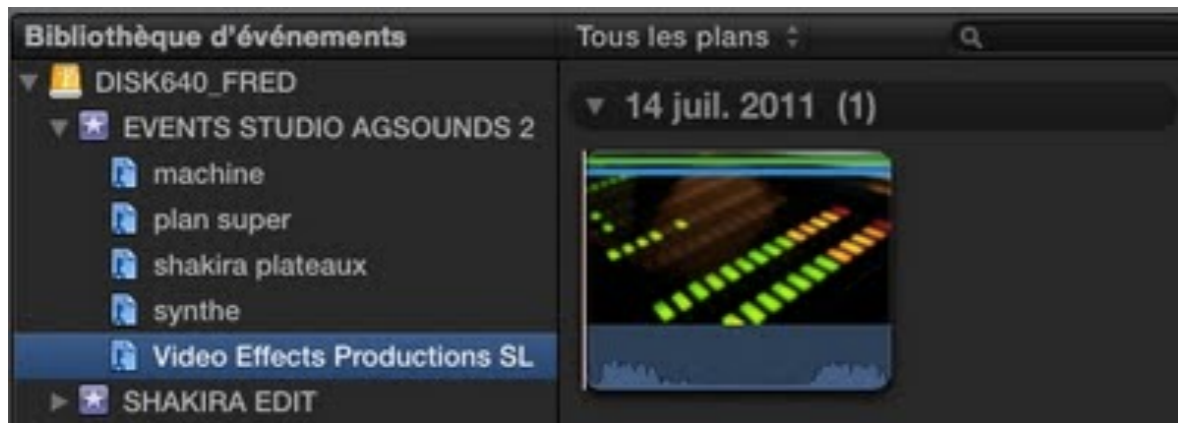 Bibliothèque d'événements
Tous les plans
DISK640_FRED
14 juil. 2011 (1)
EVENTS STUDIO AGSOUNDS 2
machine
plan super
shakira plateaux
synthe
Video Effects Productions SL
SHAKIRA EDIT